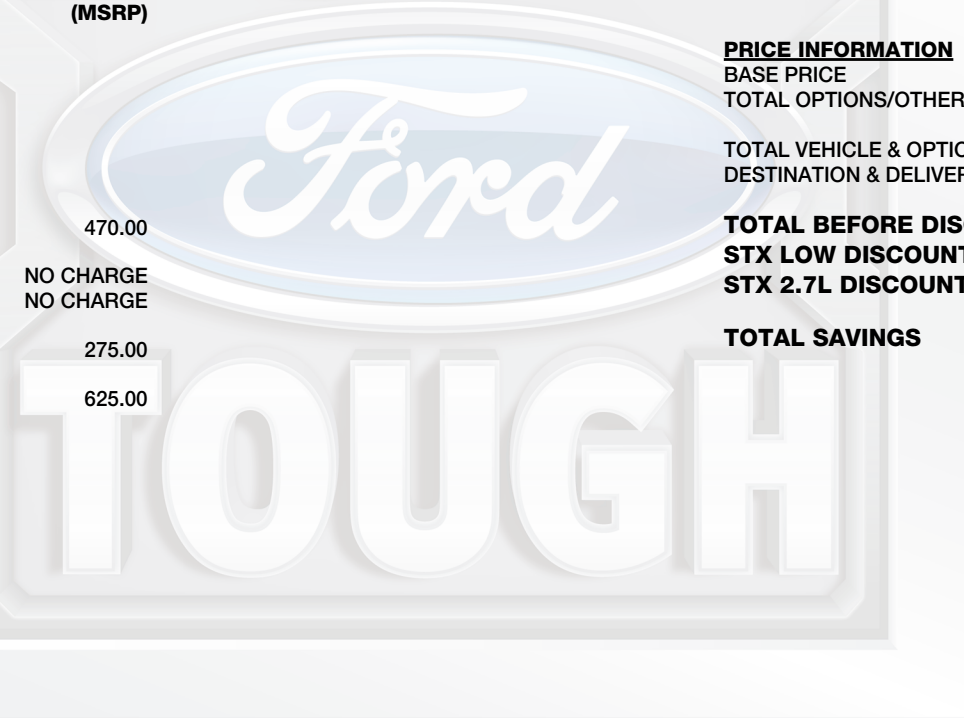 (MSRP)
470.00
NO CHARGE
NO CHARGE
275.00
625.00
PRICE INFORMATION
BASE PRICE
TOTAL OPTIONS/OTHER
TOTAL VEHICLE & OPTIO
DESTINATION & DELIVER
TOTAL BEFORE DIS
STX LOW DISCOUNT
STX 2.7L DISCOUNT
TOTAL SAVINGS
Ford
TOUGH